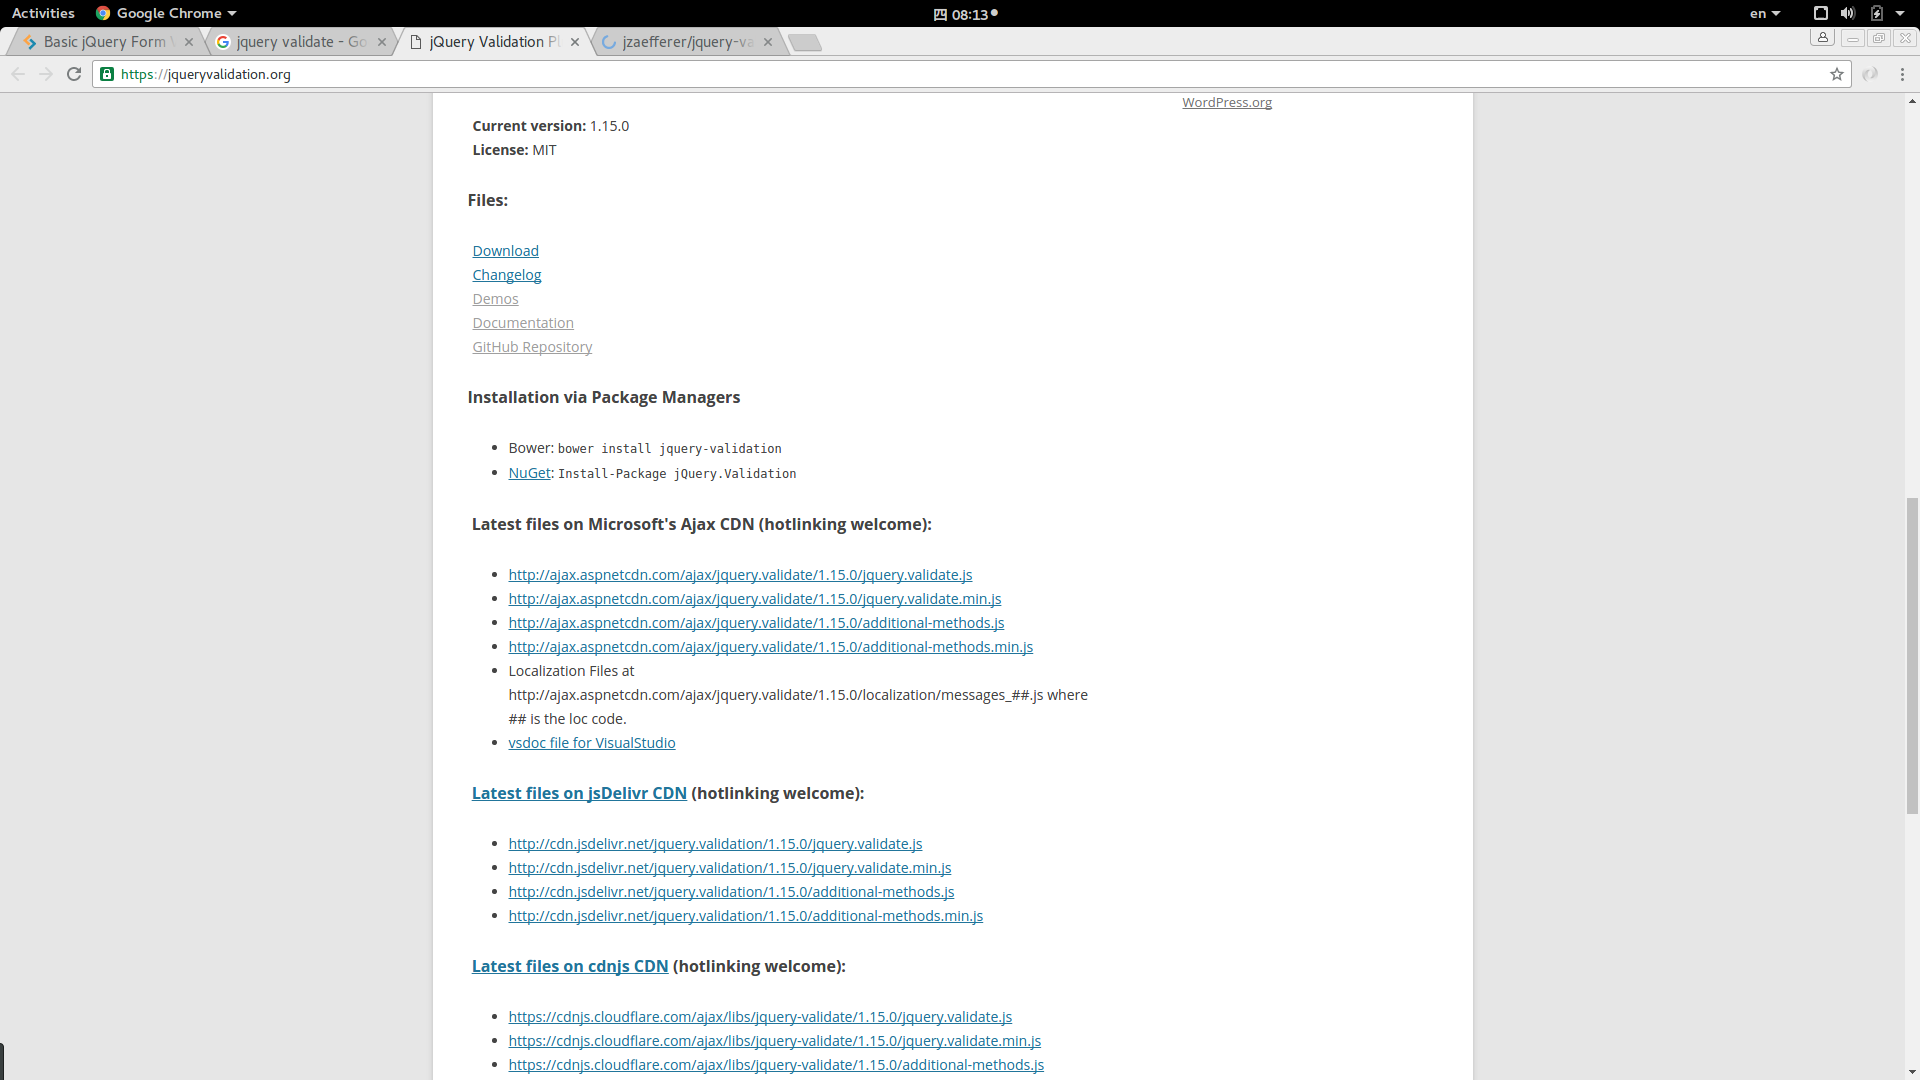 Activities Google Chrome 四 08:13 en
Basic jQuery Form V jquery validate - Go jQuery Validation Pl jzaefferer/jquery-va
https://jqueryvalidation.org
WordPress.org
Current version: 1.15.0
License: MIT
Files:
Download
Changelog
Demos
Documentation
GitHub Repository
Installation via Package Managers
Bower: bower install jquery-validation
NuGet: Install-Package jQuery.Validation
Latest files on Microsoft's Ajax CDN (hotlinking welcome):
http://ajax.aspnetcdn.com/ajax/jquery.validate/1.15.0/jquery.validate.js
http://ajax.aspnetcdn.com/ajax/jquery.validate/1.15.0/jquery.validate.min.js
http://ajax.aspnetcdn.com/ajax/jquery.validate/1.15.0/additional-methods.js
http://ajax.aspnetcdn.com/ajax/jquery.validate/1.15.0/additional-methods.min.js
Localization Files at
http://ajax.aspnetcdn.com/ajax/jquery.validate/1.15.0/localization/messages_##.js where
## is the loc code.
vsdoc file for VisualStudio
Latest files on jsDelivr CDN (hotlinking welcome):
http://cdn.jsdelivr.net/jquery.validation/1.15.0/jquery.validate.js
http://cdn.jsdelivr.net/jquery.validation/1.15.0/jquery.validate.min.js
http://cdn.jsdelivr.net/jquery.validation/1.15.0/additional-methods.js
http://cdn.jsdelivr.net/jquery.validation/1.15.0/additional-methods.min.js
Latest files on cdnjs CDN (hotlinking welcome):
https://cdnjs.cloudflare.com/ajax/libs/jquery-validate/1.15.0/jquery.validate.js
https://cdnjs.cloudflare.com/ajax/libs/jquery-validate/1.15.0/jquery.validate.min.js
https://cdnjs.cloudflare.com/ajax/libs/jquery-validate/1.15.0/additional-methods.js